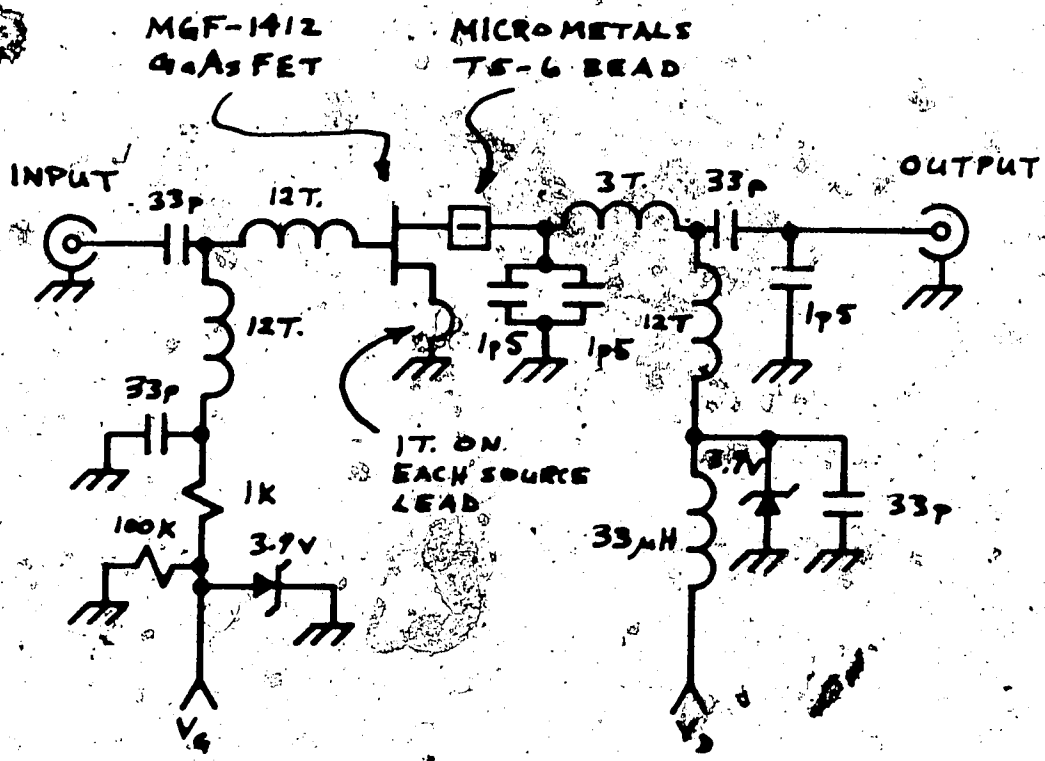 MGF-1412
GaAs FET
MICROMETALS
T5-6 BEAD
INPUT
OUTPUT
33p
12T.
3T.
33p
12T.
1p5
1p5
12T
1p5
33p
1T. ON
EACH SOURCE
LEAD
1K
100K
3.9V
33µH
33p
VG
VD